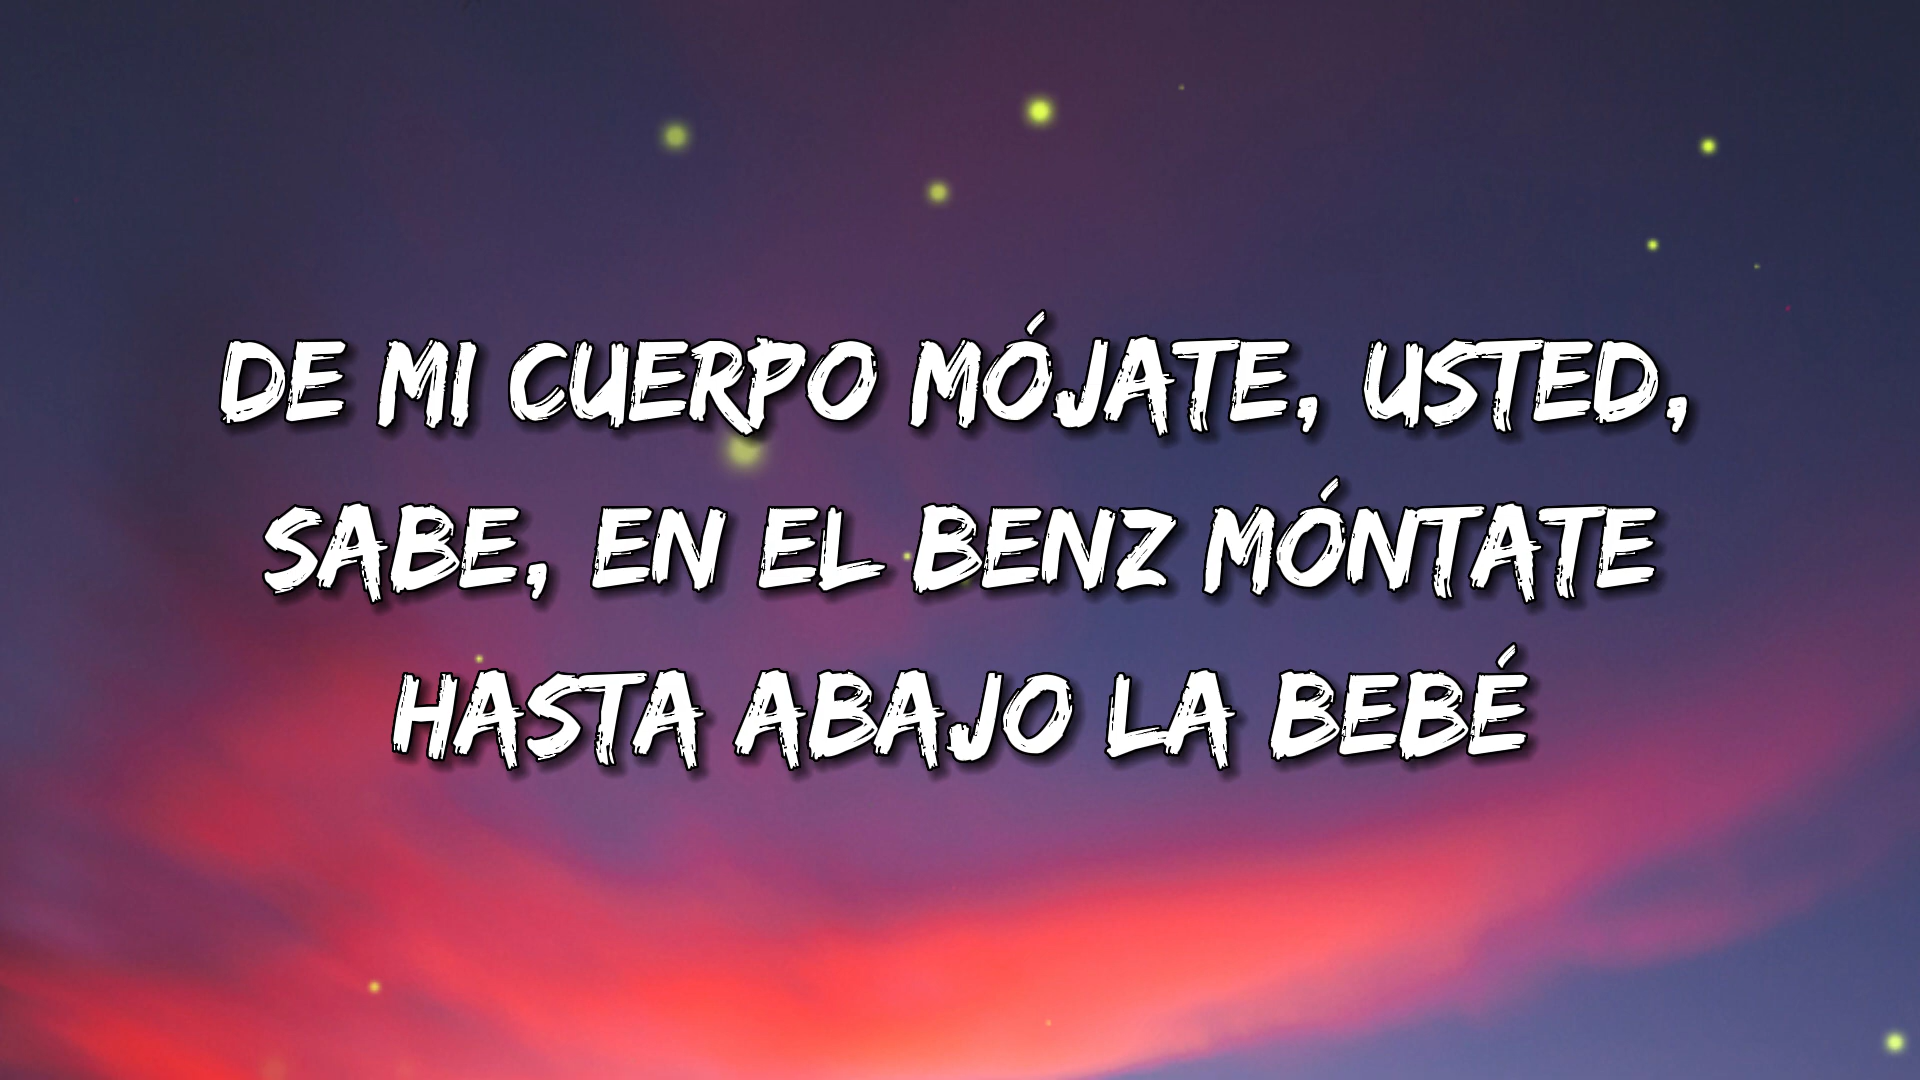 DE MI CUERPO MÓJATE, USTED,
SABE, EN EL BENZ MÓNTATE
HASTA ABAJO LA BEBÉ